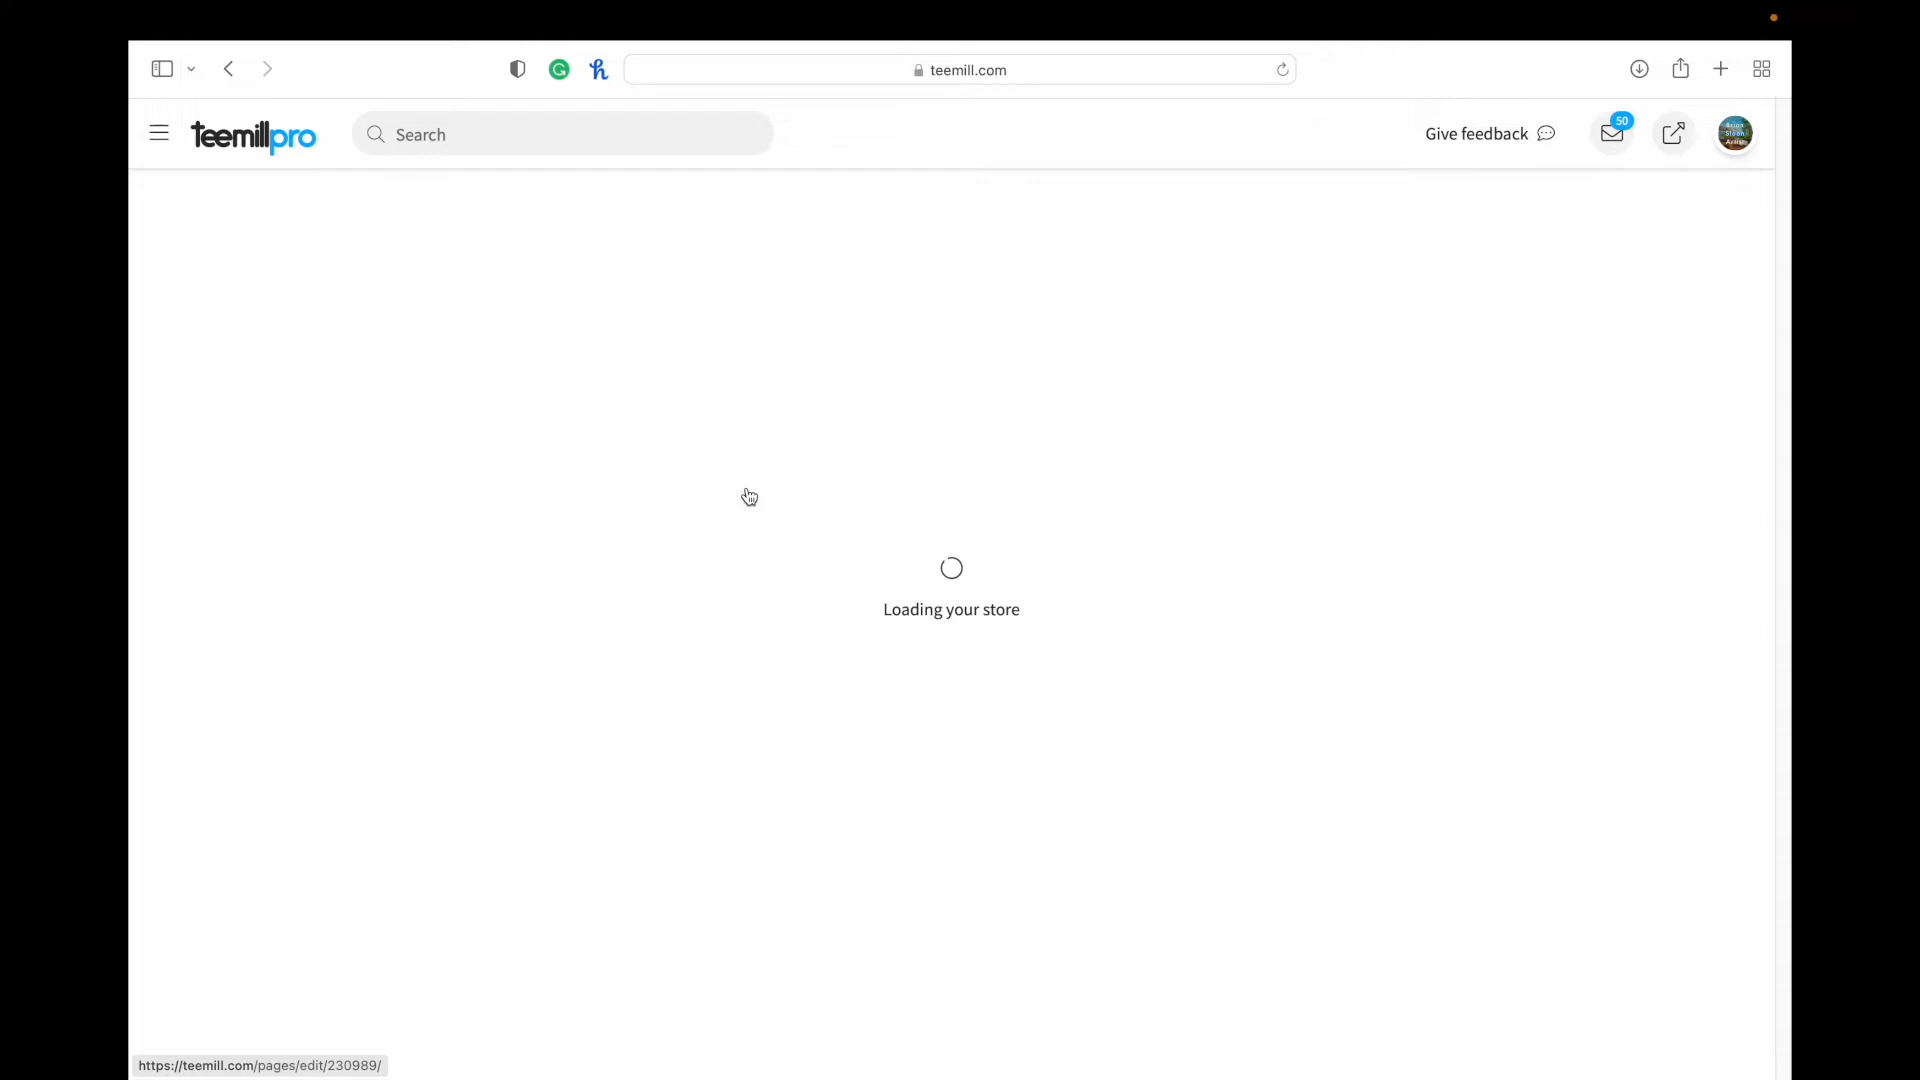 teemill.com
teemillpro
Search
Give feedback
50
Loading your store
https://teemill.com/pages/edit/230989/